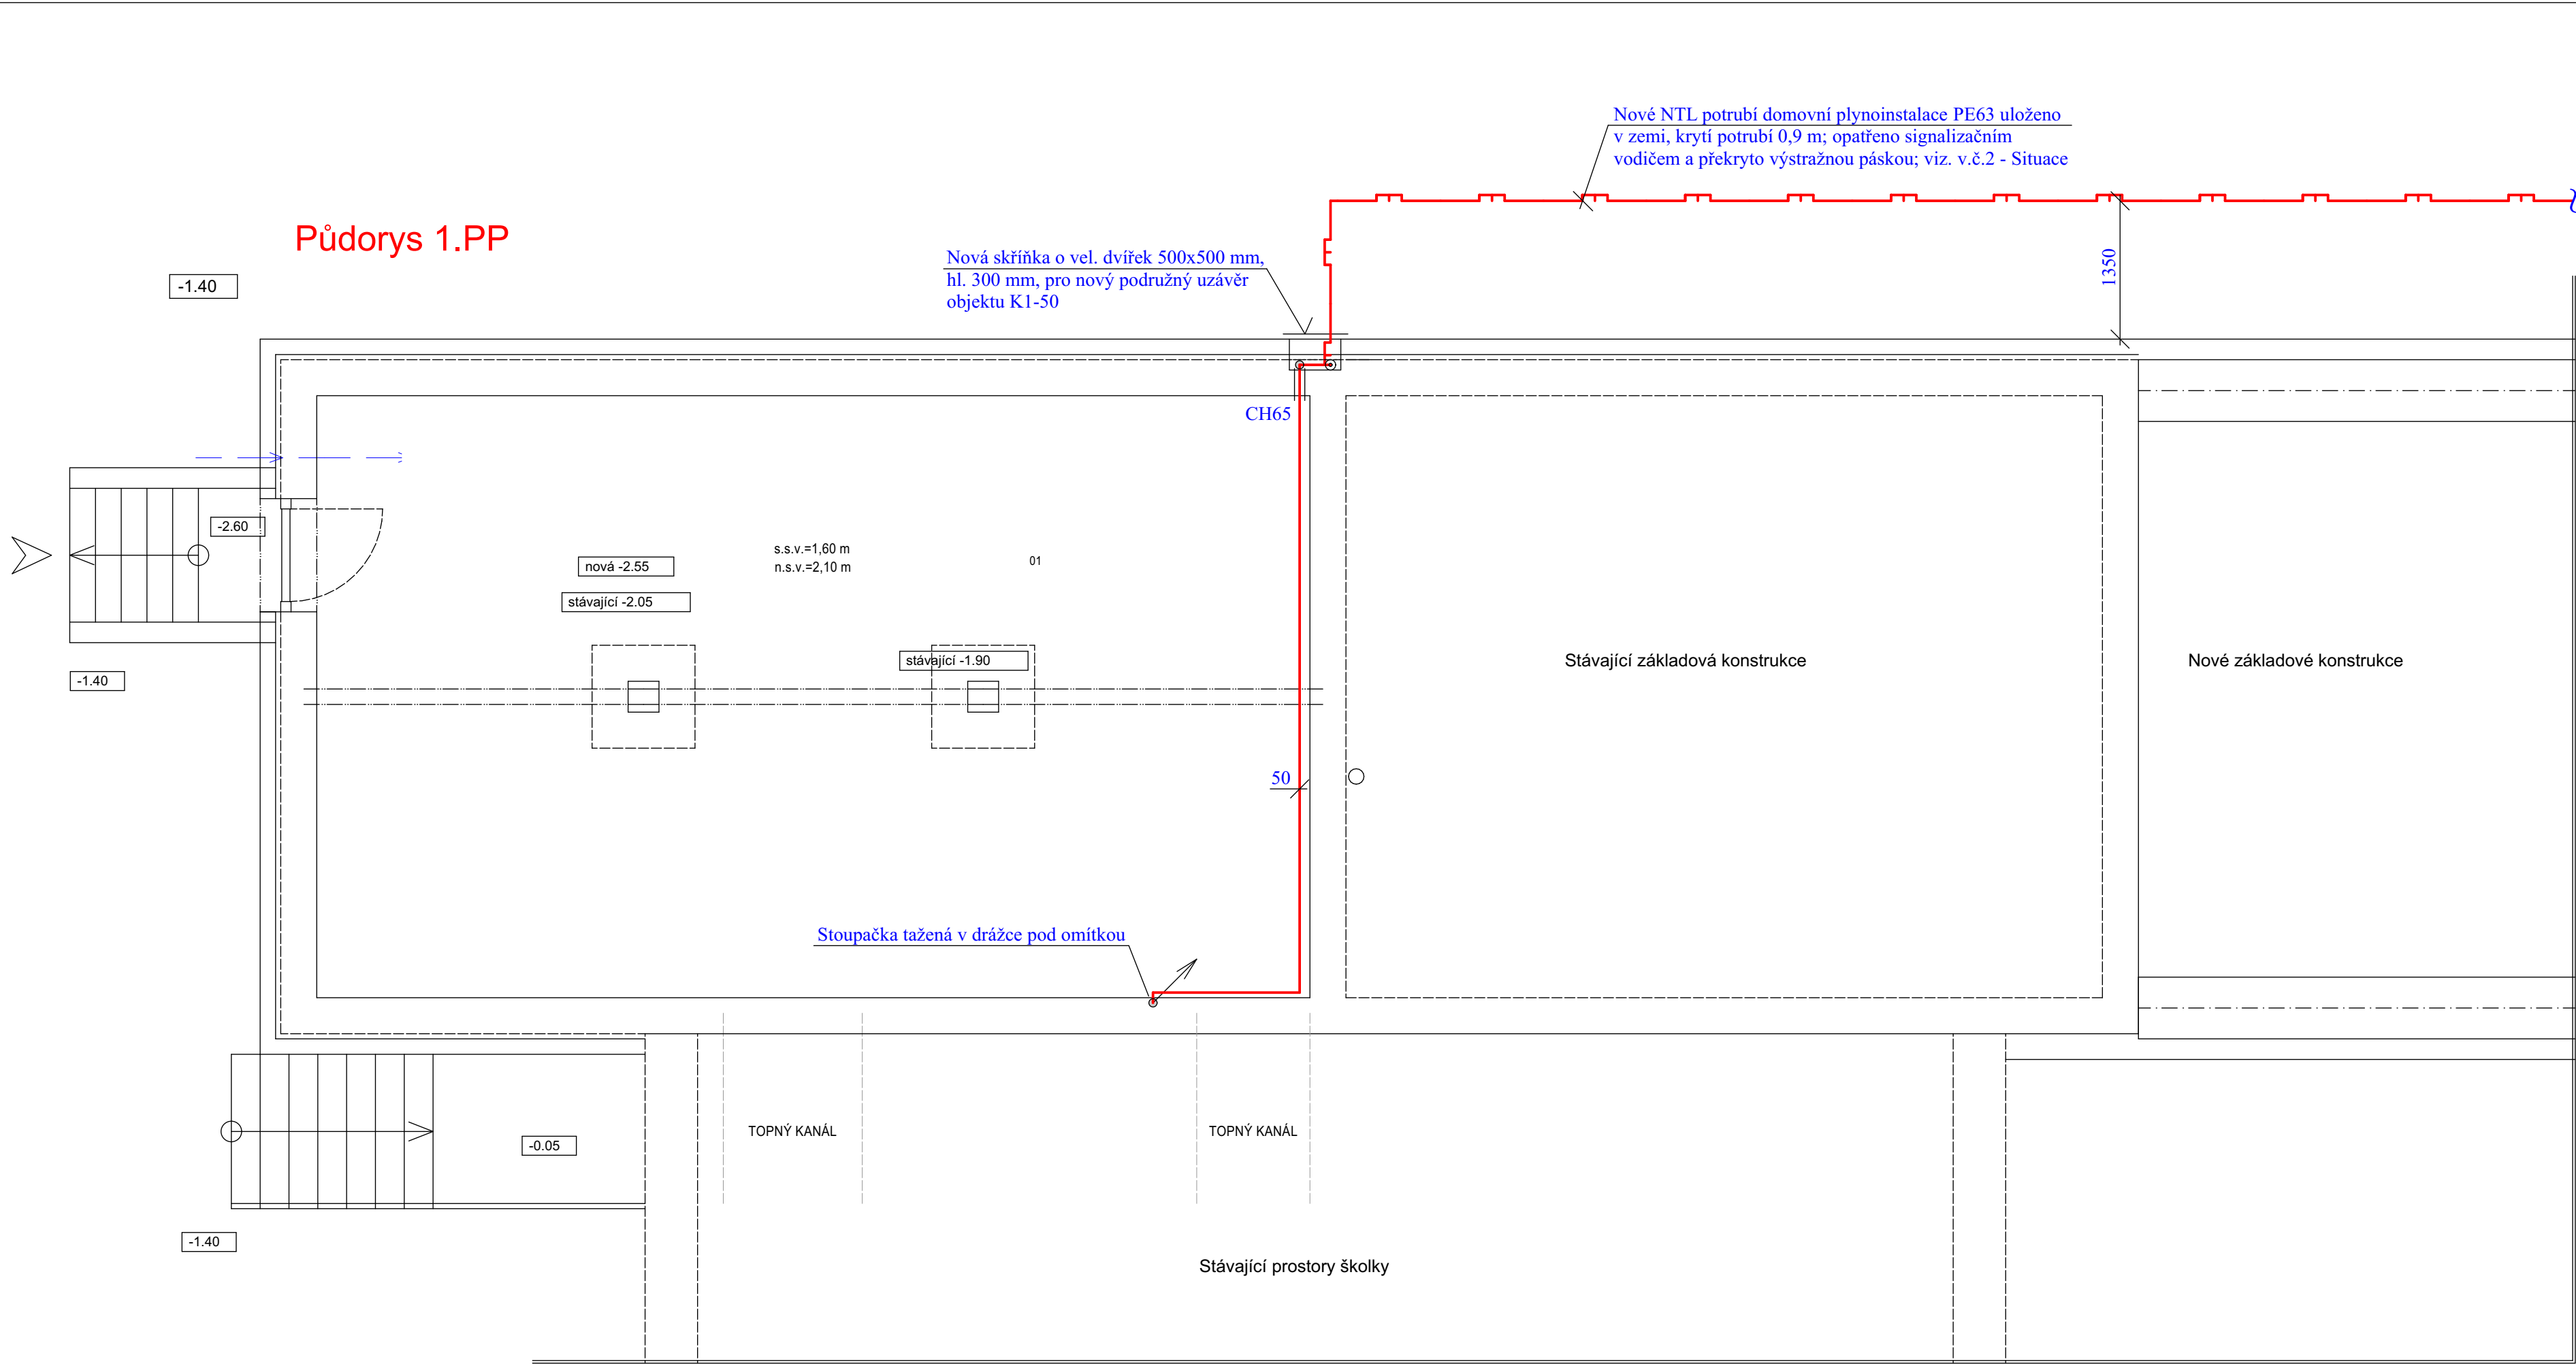 Nové NTL potrubí domovní plynoinstalace PE63 uloženo
v zemi, krytí potrubí 0,9 m; opatřeno signalizačním
vodičem a překryto výstražnou páskou; viz. v.č.2 - Situace
Půdorys 1.PP
Nová skříňka o vel. dvířek 500x500 mm,
hl. 300 mm, pro nový podružný uzávěr
objektu K1-50
1350
-1.40
CH65
-2.60
s.s.v.=1,60 m
n.s.v.=2,10 m
01
nová -2.55
stávající -2.05
stávající -1.90
-1.40
Stávající základová konstrukce
Nové základové konstrukce
50
Stoupačka tažená v drážce pod omítkou
TOPNÝ KANÁL
TOPNÝ KANÁL
-0.05
-1.40
Stávající prostory školky